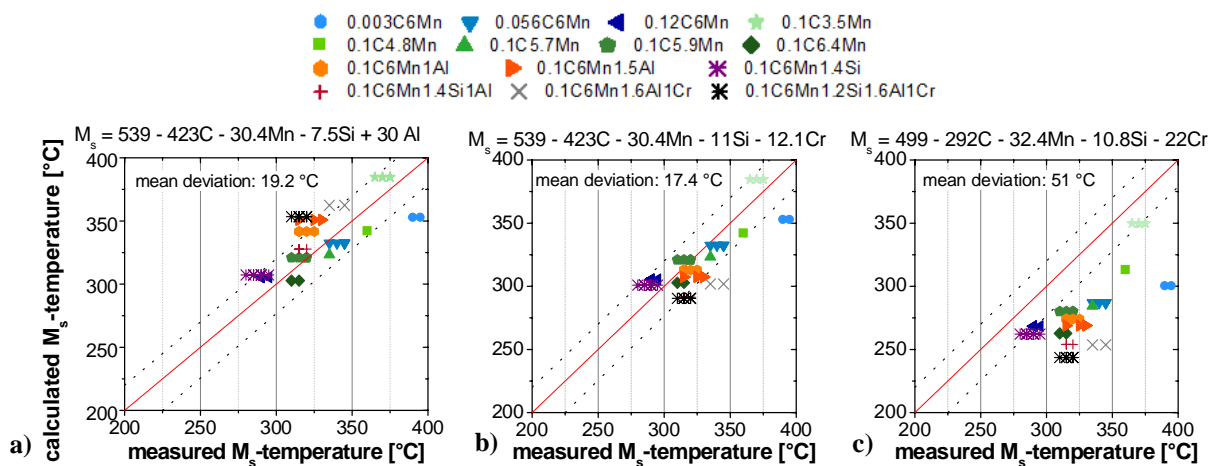 0.003C6Mn 0.056C6Mn 0.12C6Mn 0.1C3.5Mn
0.1C4.8Mn 0.1C5.7Mn 0.1C5.9Mn 0.1C6.4Mn
0.1C6Mn1Al 0.1C6Mn1.5Al 0.1C6Mn1.4Si
0.1C6Mn1.4Si1Al 0.1C6Mn1.6Al1Cr 0.1C6Mn1.2Si1.6Al1Cr
calculated Ms-temperature [°C]
Ms = 539 - 423C - 30.4Mn - 7.5Si + 30 Al
mean deviation: 19.2 °C
400
350
300
250
200
200 250 300 350 400
a) measured Ms-temperature [°C]
Ms = 539 - 423C - 30.4Mn - 11Si - 12.1Cr
mean deviation: 17.4 °C
400
350
300
250
200
200 250 300 350 400
b) measured Ms-temperature [°C]
Ms = 499 - 292C - 32.4Mn - 10.8Si - 22Cr
mean deviation: 51 °C
400
350
300
250
200
200 250 300 350 400
c) measured Ms-temperature [°C]